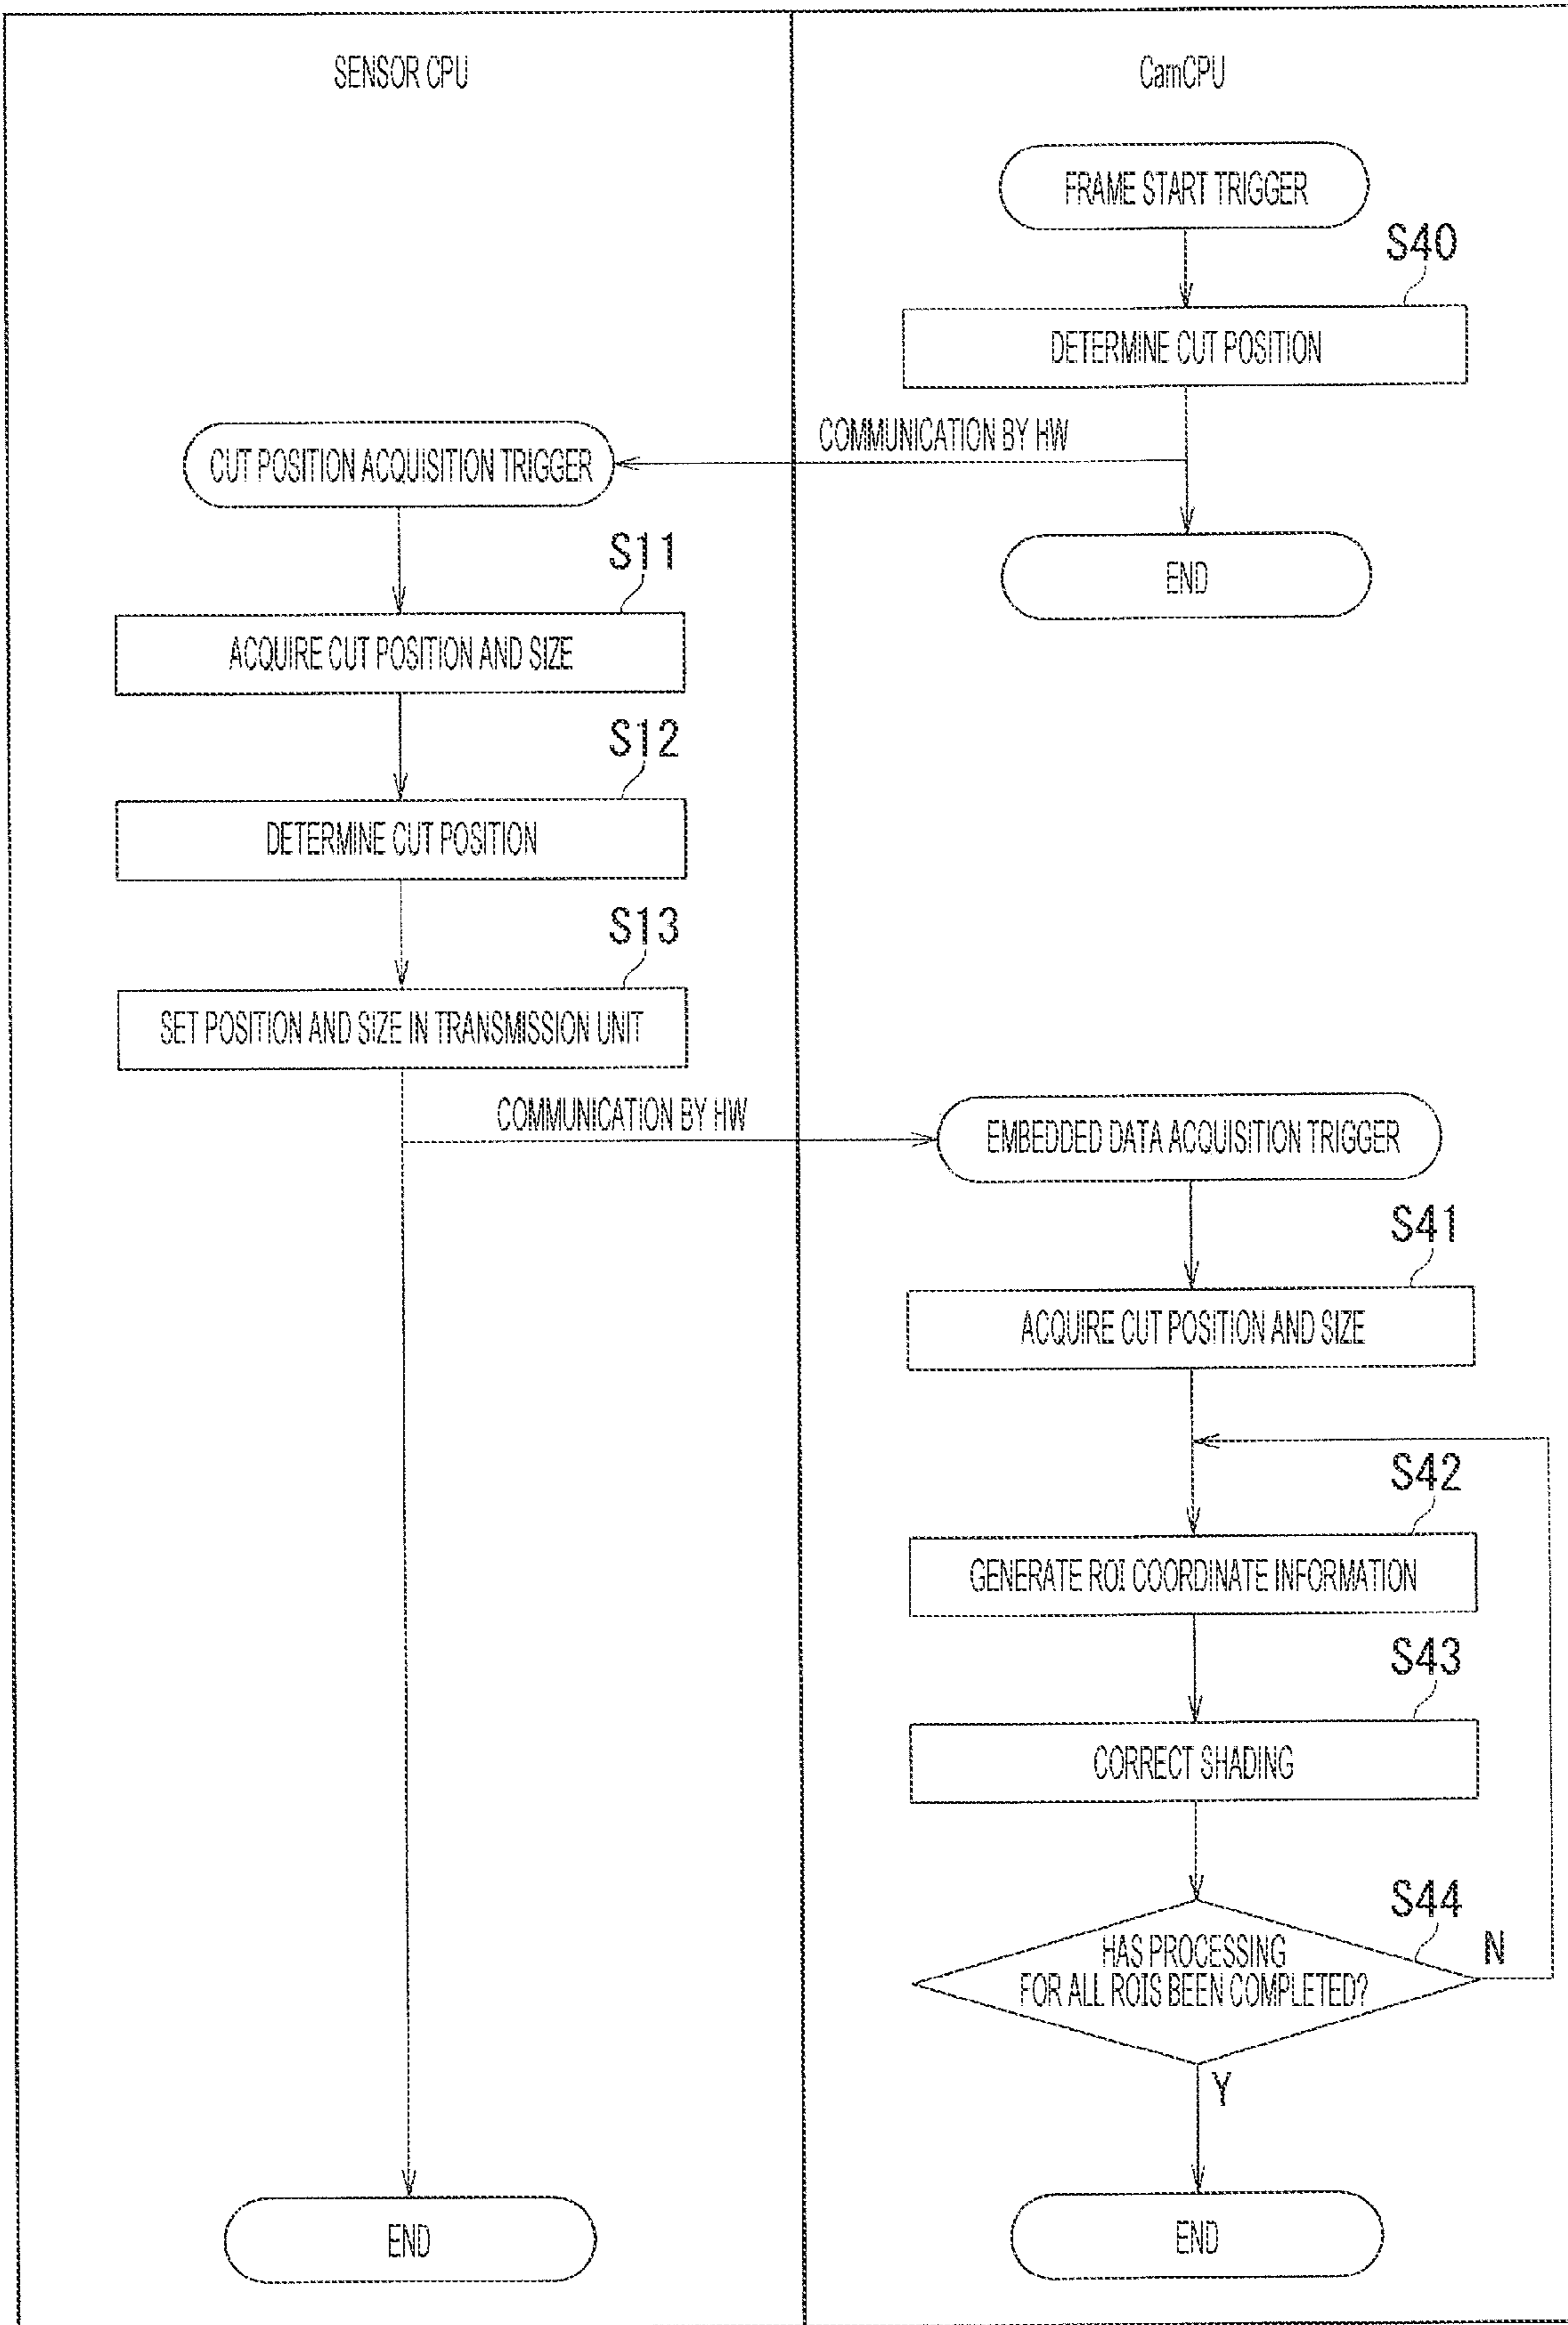 SENSOR CPU
CamCPU
FRAME START TRIGGER
S40
DETERMINE CUT POSITION
COMMUNICATION BY HW
CUT POSITION ACQUISITION TRIGGER
END
S11
ACQUIRE CUT POSITION AND SIZE
S12
DETERMINE CUT POSITION
S13
SET POSITION AND SIZE IN TRANSMISSION UNIT
COMMUNICATION BY HW
EMBEDDED DATA ACQUISITION TRIGGER
S41
ACQUIRE CUT POSITION AND SIZE
S42
GENERATE ROI COORDINATE INFORMATION
S43
CORRECT SHADING
S44
HAS PROCESSING
FOR ALL ROIS BEEN COMPLETED?
N
Y
END
END